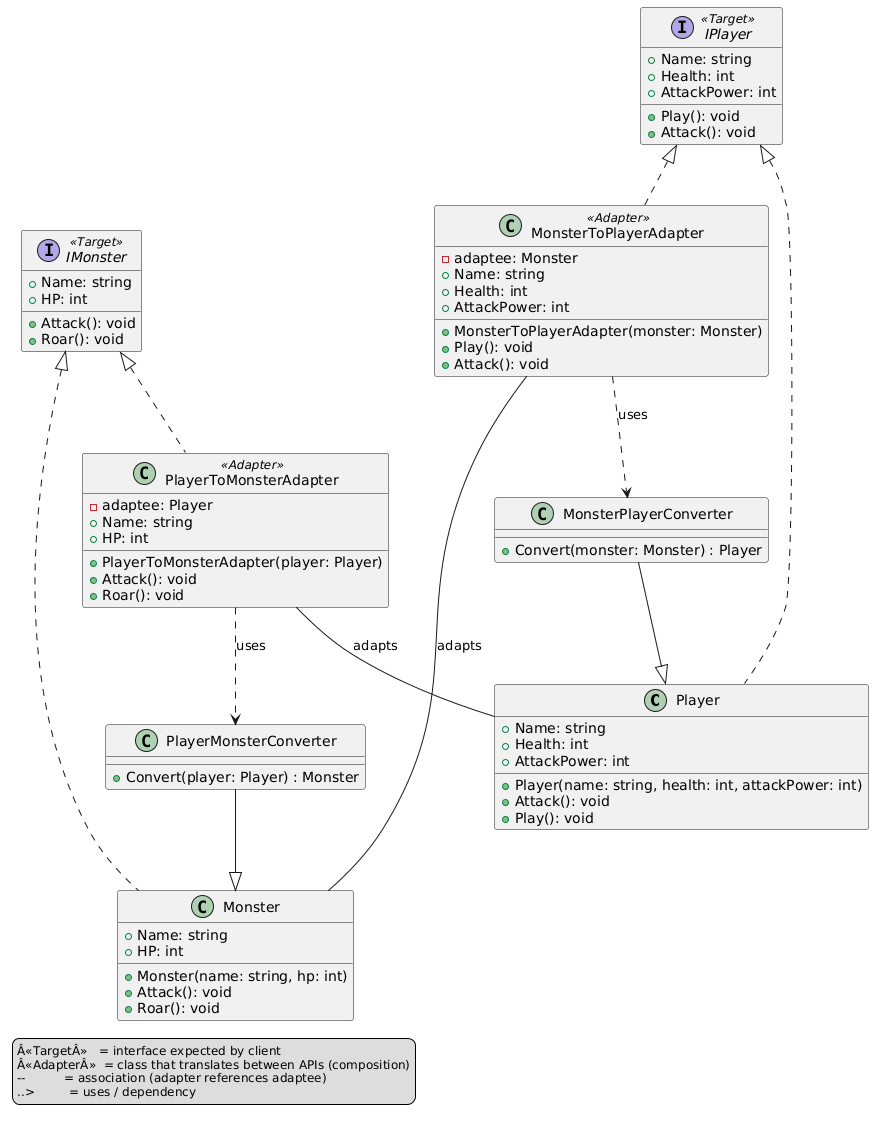 «Target»
IPlayer
Name: string
Health: int
AttackPower: int
Play(): void
Attack(): void
«Adapter»
MonsterToPlayerAdapter
adaptee: Monster
Name: string
Health: int
AttackPower: int
MonsterToPlayerAdapter(monster: Monster)
Play(): void
Attack(): void
«Target»
IMonster
Name: string
HP: int
Attack(): void
Roar(): void
uses
«Adapter»
PlayerToMonsterAdapter
adaptee: Player
Name: string
HP: int
PlayerToMonsterAdapter(player: Player)
Attack(): void
Roar(): void
MonsterPlayerConverter
Convert(monster: Monster) : Player
uses
adapts
adapts
Player
Name: string
Health: int
AttackPower: int
Player(name: string, health: int, attackPower: int)
Attack(): void
Play(): void
PlayerMonsterConverter
Convert(player: Player) : Monster
Monster
Name: string
HP: int
Monster(name: string, hp: int)
Attack(): void
Roar(): void
Â«TargetÂ» = interface expected by client
Â«AdapterÂ» = class that translates between APIs (composition)
-- = association (adapter references adaptee)
..> = uses / dependency